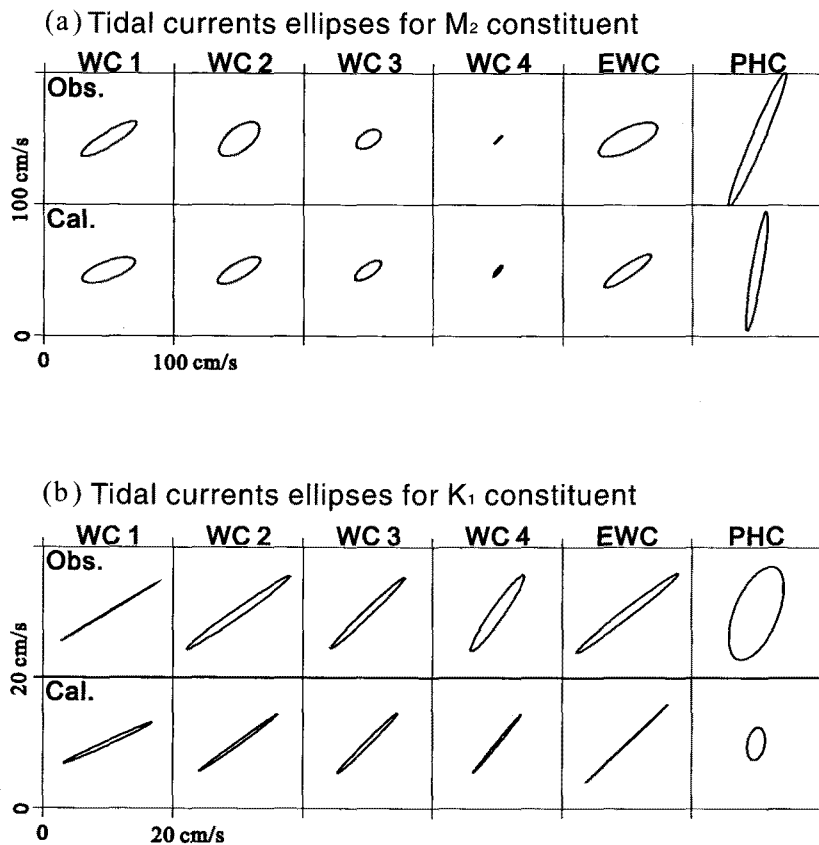 (a) Tidal currents ellipses for M₂ constituent
WC 1 WC 2 WC 3 WC 4 EWC PHC
Obs.
100 cm/s
Cal.
0
0 100 cm/s
(b) Tidal currents ellipses for K₁ constituent
WC 1 WC 2 WC 3 WC 4 EWC PHC
Obs.
20 cm/s
Cal.
0
0 20 cm/s